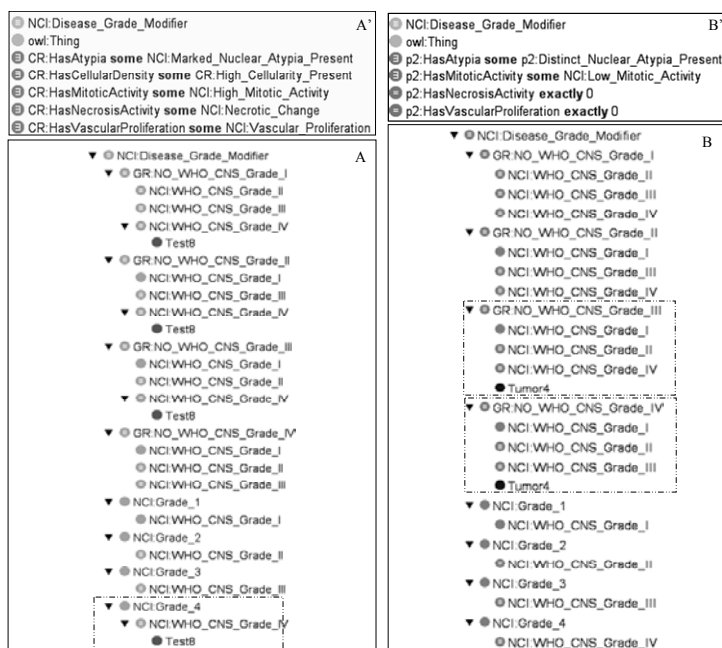 A'
NCI:Disease_Grade_Modifier
owl:Thing
CR:HasAtypia some NCI:Marked_Nuclear_Atypia_Present
CR:HasCellularDensity some CR:High_Cellularity_Present
CR:HasMitoticActivity some NCI:High_Mitotic_Activity
CR:HasNecrosisActivity some NCI:Necrotic_Change
CR:HasVascularProliferation some NCI:Vascular_Proliferation
A
NCI:Disease_Grade_Modifier
GR:NO_WHO_CNS_Grade_I
NCI:WHO_CNS_Grade_II
NCI:WHO_CNS_Grade_III
NCI:WHO_CNS_Grade_IV
Test8
GR:NO_WHO_CNS_Grade_II
NCI:WHO_CNS_Grade_I
NCI:WHO_CNS_Grade_III
NCI:WHO_CNS_Grade_IV
Test8
GR:NO_WHO_CNS_Grade_III
NCI:WHO_CNS_Grade_I
NCI:WHO_CNS_Grade_II
NCI:WHO_CNS_Grade_IV
Test8
GR:NO_WHO_CNS_Grade_IV
NCI:WHO_CNS_Grade_I
NCI:WHO_CNS_Grade_II
NCI:WHO_CNS_Grade_III
NCI:Grade_1
NCI:WHO_CNS_Grade_I
NCI:Grade_2
NCI:WHO_CNS_Grade_II
NCI:Grade_3
NCI:WHO_CNS_Grade_III
NCI:Grade_4
NCI:WHO_CNS_Grade_IV
Test8
B'
NCI:Disease_Grade_Modifier
owl:Thing
p2:HasAtypia some p2:Distinct_Nuclear_Atypia_Present
p2:HasMitoticActivity some NCI:Low_Mitotic_Activity
p2:HasNecrosisActivity exactly 0
p2:HasVascularProliferation exactly 0
B
NCI:Disease_Grade_Modifier
GR:NO_WHO_CNS_Grade_I
NCI:WHO_CNS_Grade_II
NCI:WHO_CNS_Grade_III
NCI:WHO_CNS_Grade_IV
GR:NO_WHO_CNS_Grade_II
NCI:WHO_CNS_Grade_I
NCI:WHO_CNS_Grade_III
NCI:WHO_CNS_Grade_IV
GR:NO_WHO_CNS_Grade_III
NCI:WHO_CNS_Grade_I
NCI:WHO_CNS_Grade_II
NCI:WHO_CNS_Grade_IV
Tumor4
GR:NO_WHO_CNS_Grade_IV
NCI:WHO_CNS_Grade_I
NCI:WHO_CNS_Grade_II
NCI:WHO_CNS_Grade_III
Tumor4
NCI:Grade_1
NCI:WHO_CNS_Grade_I
NCI:Grade_2
NCI:WHO_CNS_Grade_II
NCI:Grade_3
NCI:WHO_CNS_Grade_III
NCI:Grade_4
NCI:WHO_CNS_Grade_IV